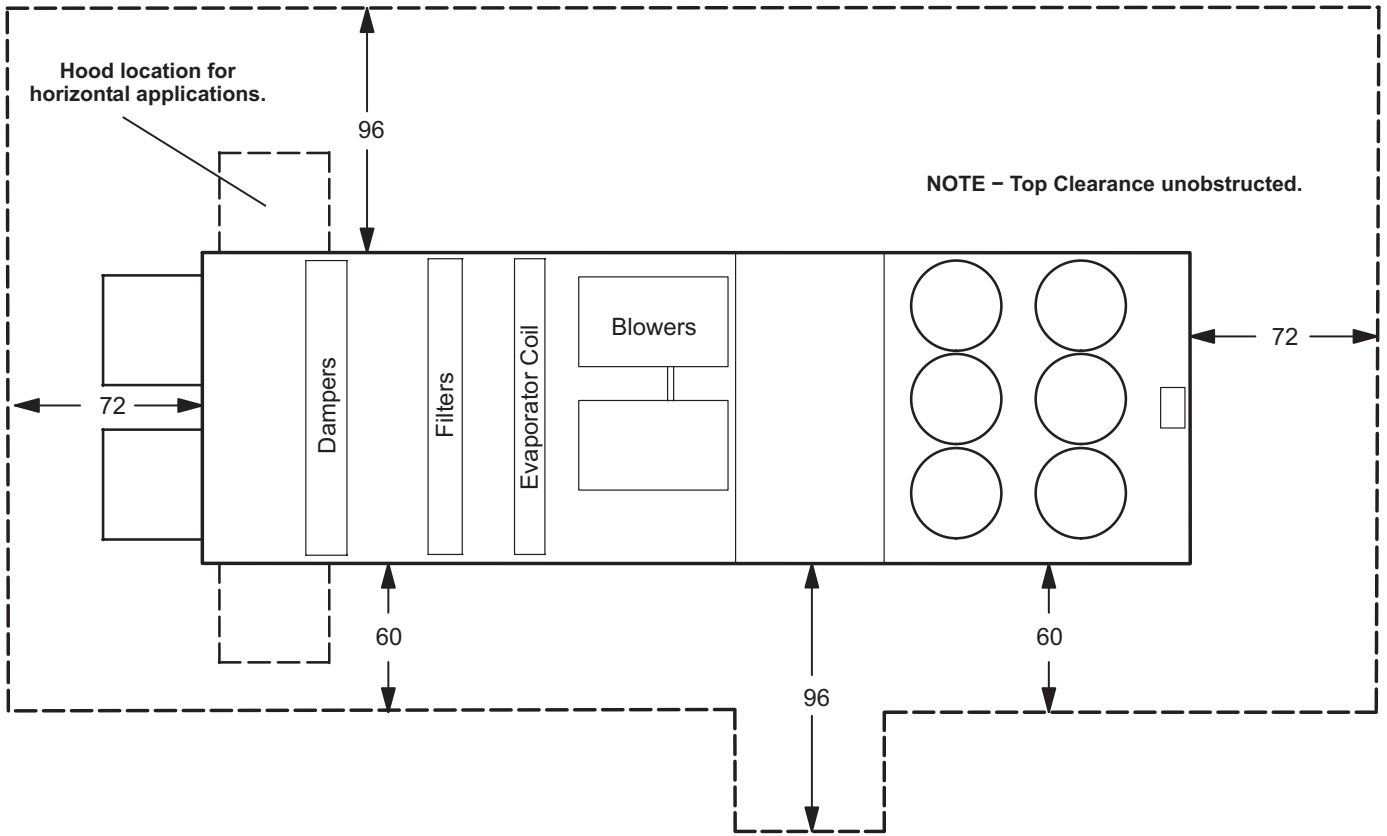 Hood location for
horizontal applications.
96
NOTE − Top Clearance unobstructed.
Blowers
72
72
Dampers
Filters
Evaporator Coil
60
60
96